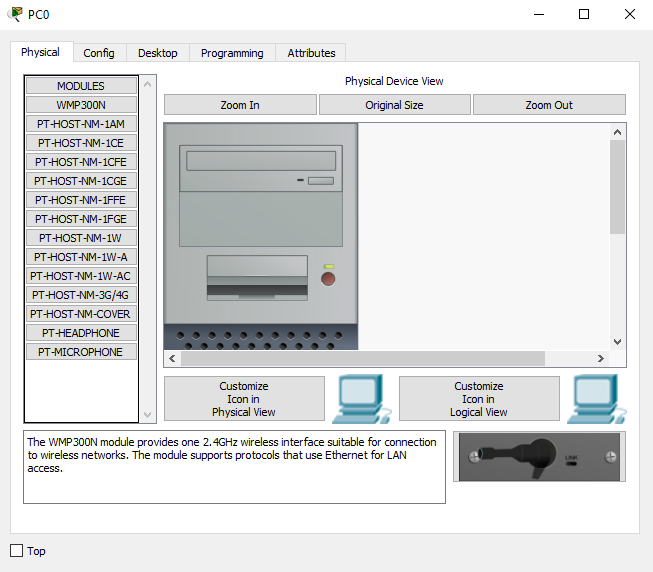 PC0
Physical
Config
Desktop
Programming
Attributes
MODULES
WMP300N
PT-HOST-NM-1AM
PT-HOST-NM-1CE
PT-HOST-NM-1CFE
PT-HOST-NM-1CGE
PT-HOST-NM-1FFE
PT-HOST-NM-1FGE
PT-HOST-NM-1W
PT-HOST-NM-1W-A
PT-HOST-NM-1W-AC
PT-HOST-NM-3G/4G
PT-HOST-NM-COVER
PT-HEADPHONE
PT-MICROPHONE
Physical Device View
Zoom In
Original Size
Zoom Out
Customize
Icon in
Physical View
Customize
Icon in
Logical View
The WMP300N module provides one 2.4GHz wireless interface suitable for connection
to wireless networks. The module supports protocols that use Ethernet for LAN
access.
LINK
Top